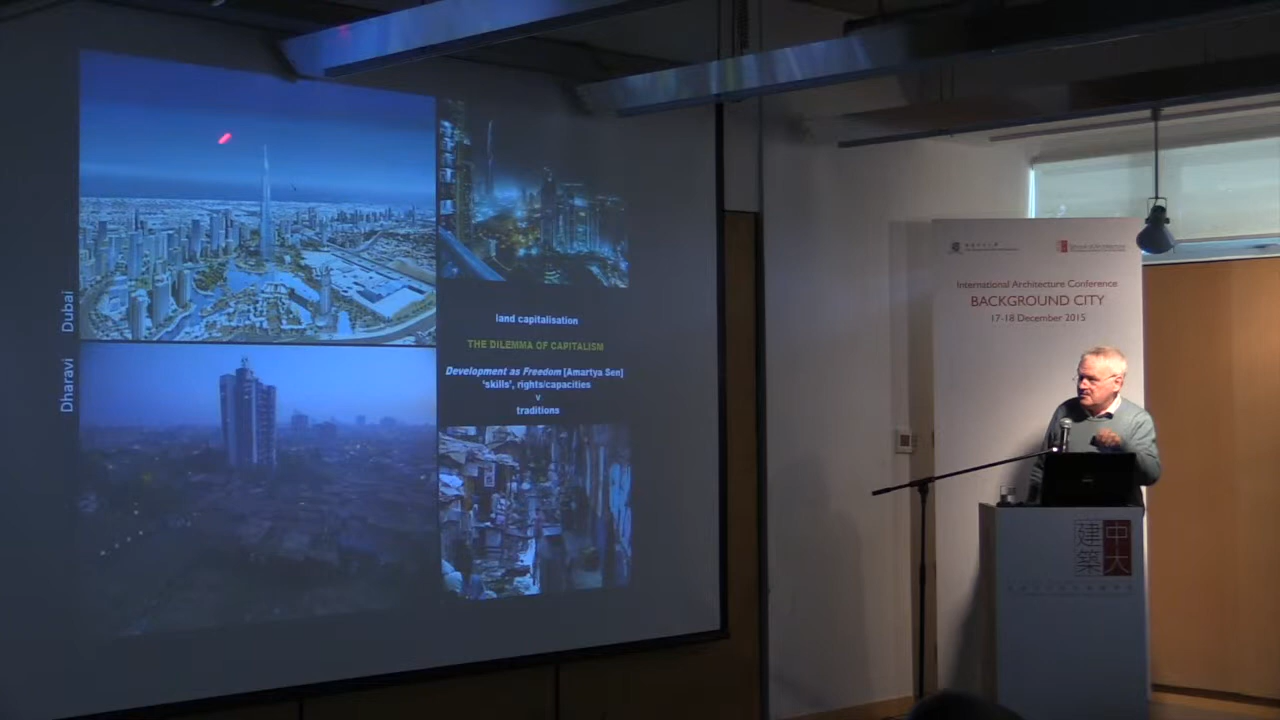 Dubai
Dharavi
land capitalisation
THE DILEMMA OF CAPITALISM
Development as Freedom [Amartya Sen]
'skills', rights/capacities
v
traditions
International Architecture Conference
BACKGROUND CITY
17-18 December 2015
中大
建築